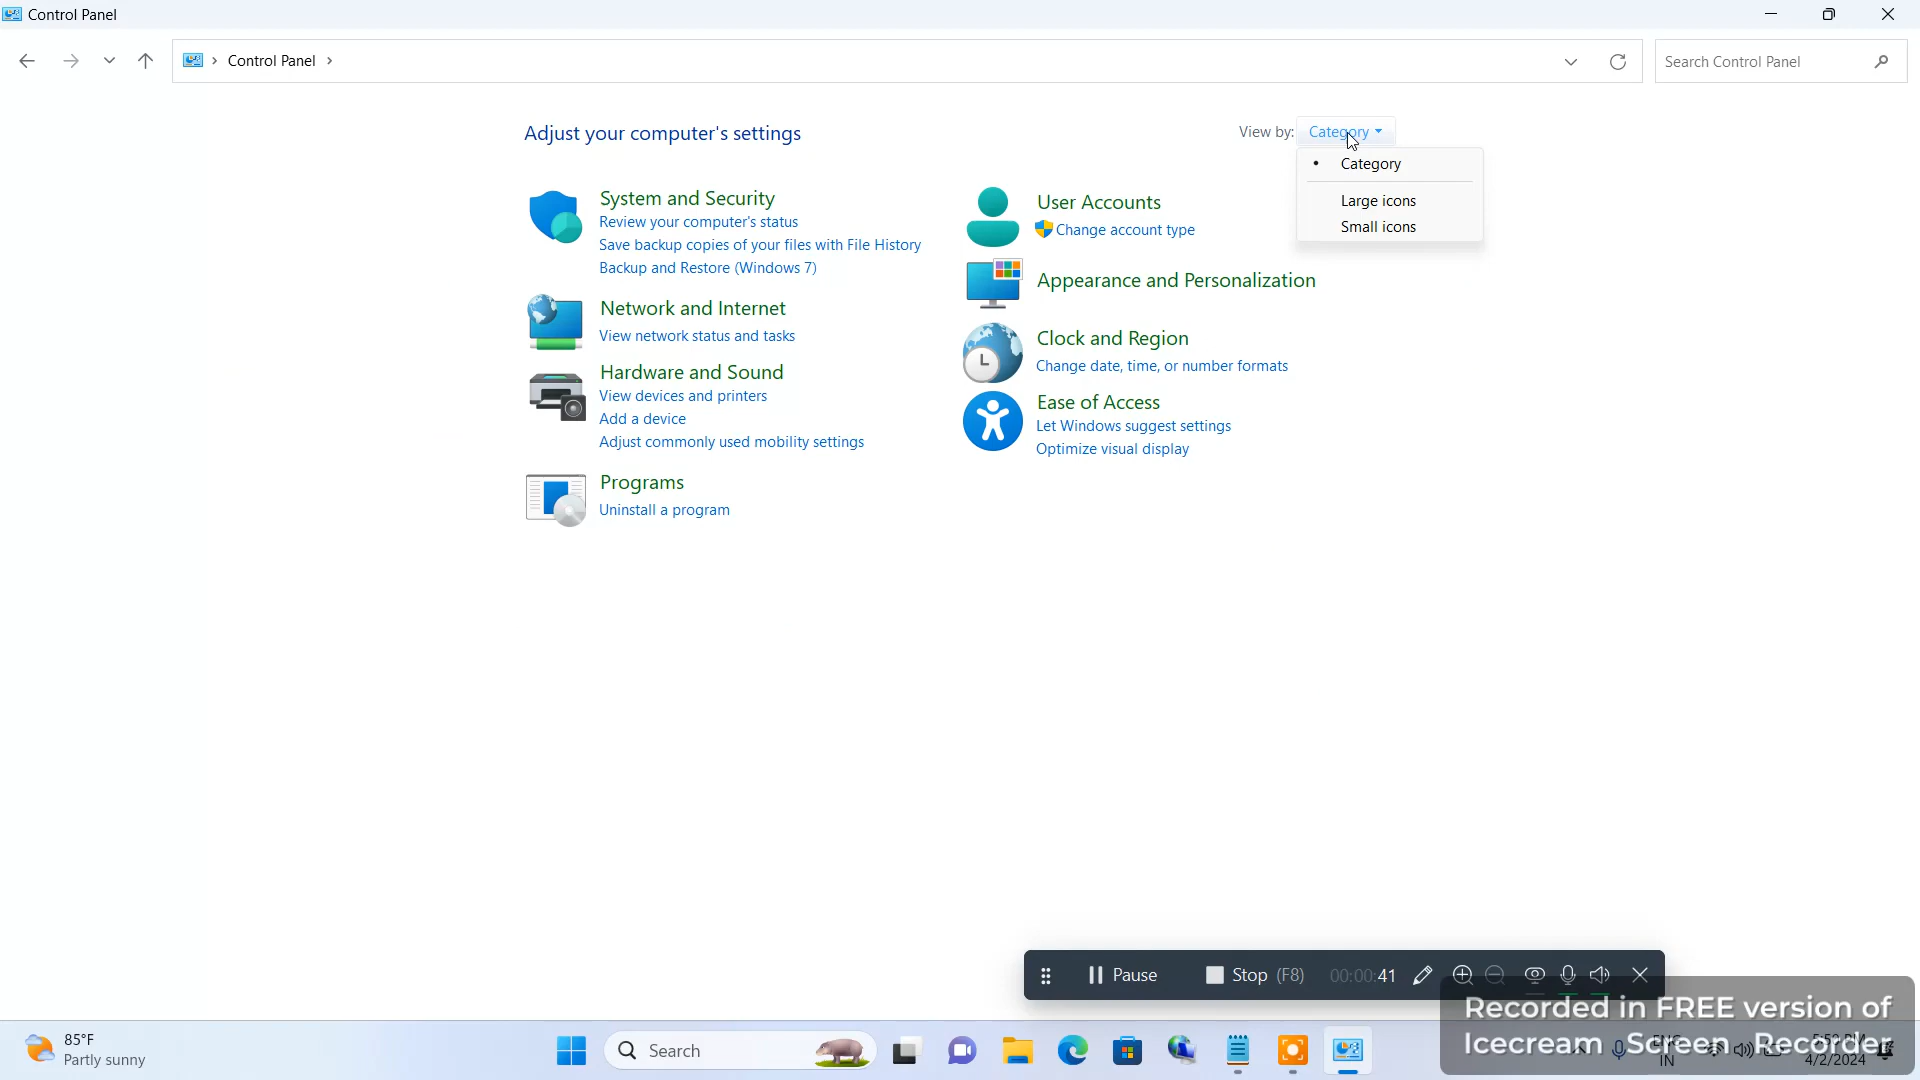 Control Panel
Control Panel
Search Control Panel
Adjust your computer's settings
View by: Category
Category
Large icons
Small icons
System and Security
Review your computer's status
Save backup copies of your files with File History
Backup and Restore (Windows 7)
User Accounts
Change account type
Appearance and Personalization
Network and Internet
View network status and tasks
Clock and Region
Change date, time, or number formats
Hardware and Sound
View devices and printers
Add a device
Adjust commonly used mobility settings
Ease of Access
Let Windows suggest settings
Optimize visual display
Programs
Uninstall a program
Pause
Stop (F8)
00:00:41
Recorded in FREE version of
Icecream Screen Recorder
85°F
Partly sunny
Search
ENG
IN
4/2/2024